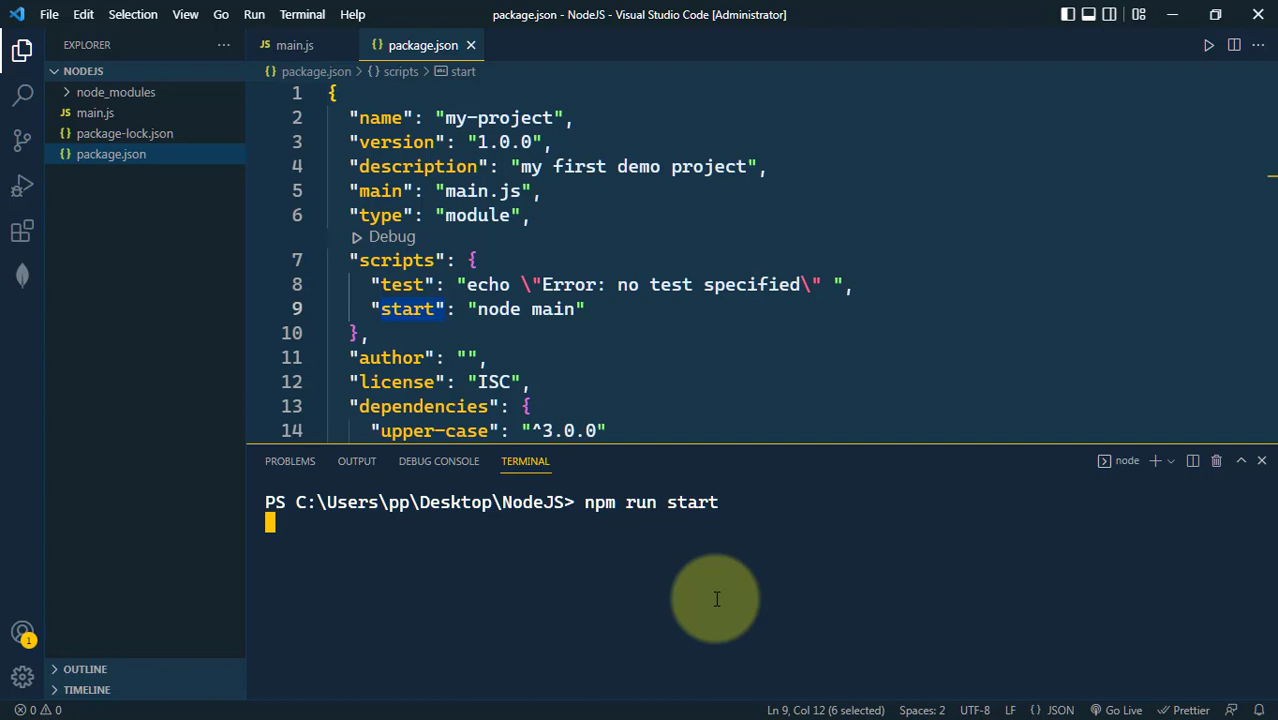 File Edit Selection View Go Run Terminal Help
package.json - NodeJS - Visual Studio Code [Administrator]
EXPLORER
NODEJS
node_modules
JS main.js
{} package-lock.json
{} package.json
OUTLINE
TIMELINE
1
JS main.js
{} package.json
{} package.json > {} scripts > abc start
1 {
2 "name": "my-project",
3 "version": "1.0.0",
4 "description": "my first demo project",
5 "main": "main.js",
6 "type": "module",
Debug
7 "scripts": {
8 "test": "echo \"Error: no test specified\" ",
9 "start": "node main"
10 },
11 "author": "",
12 "license": "ISC",
13 "dependencies": {
14 "upper-case": "^3.0.0"
PROBLEMS OUTPUT DEBUG CONSOLE TERMINAL
node
PS C:\Users\pp\Desktop\NodeJS> npm run start
0 0
Ln 9, Col 12 (6 selected) Spaces: 2 UTF-8 LF {} JSON Go Live Prettier